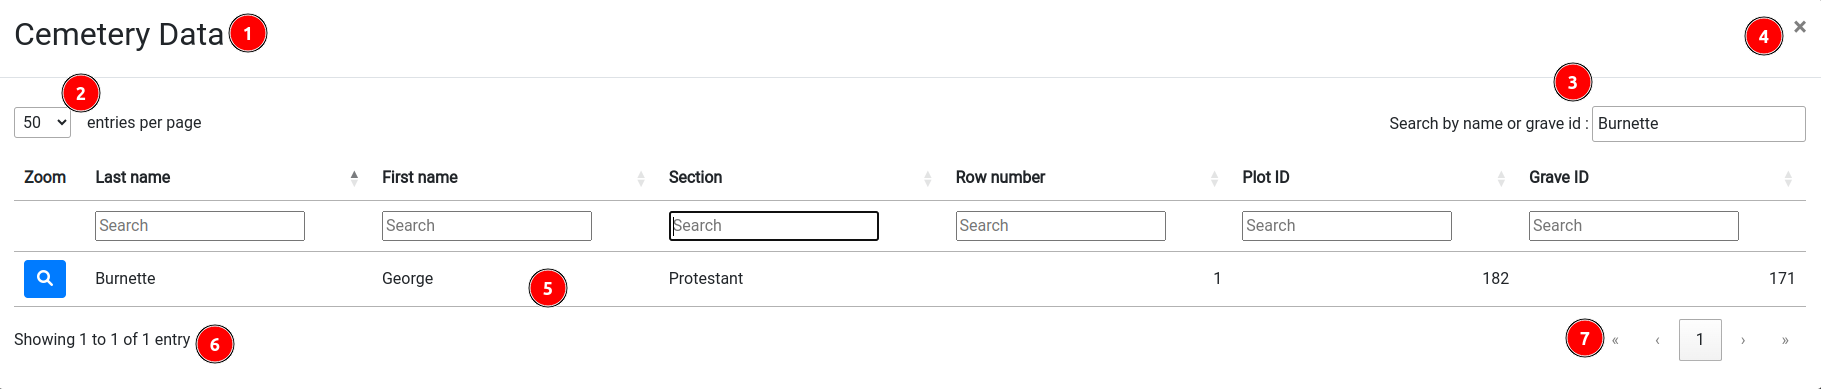 Cemetery Data 1
4 ×
2
3
50 entries per page
Search by name or grave id : Burnette
Zoom Last name First name Section Row number Plot ID Grave ID
Search Search Search Search Search Search
Burnette George 5 Protestant 1 182 171
Showing 1 to 1 of 1 entry 6
7 « ‹ 1 › »